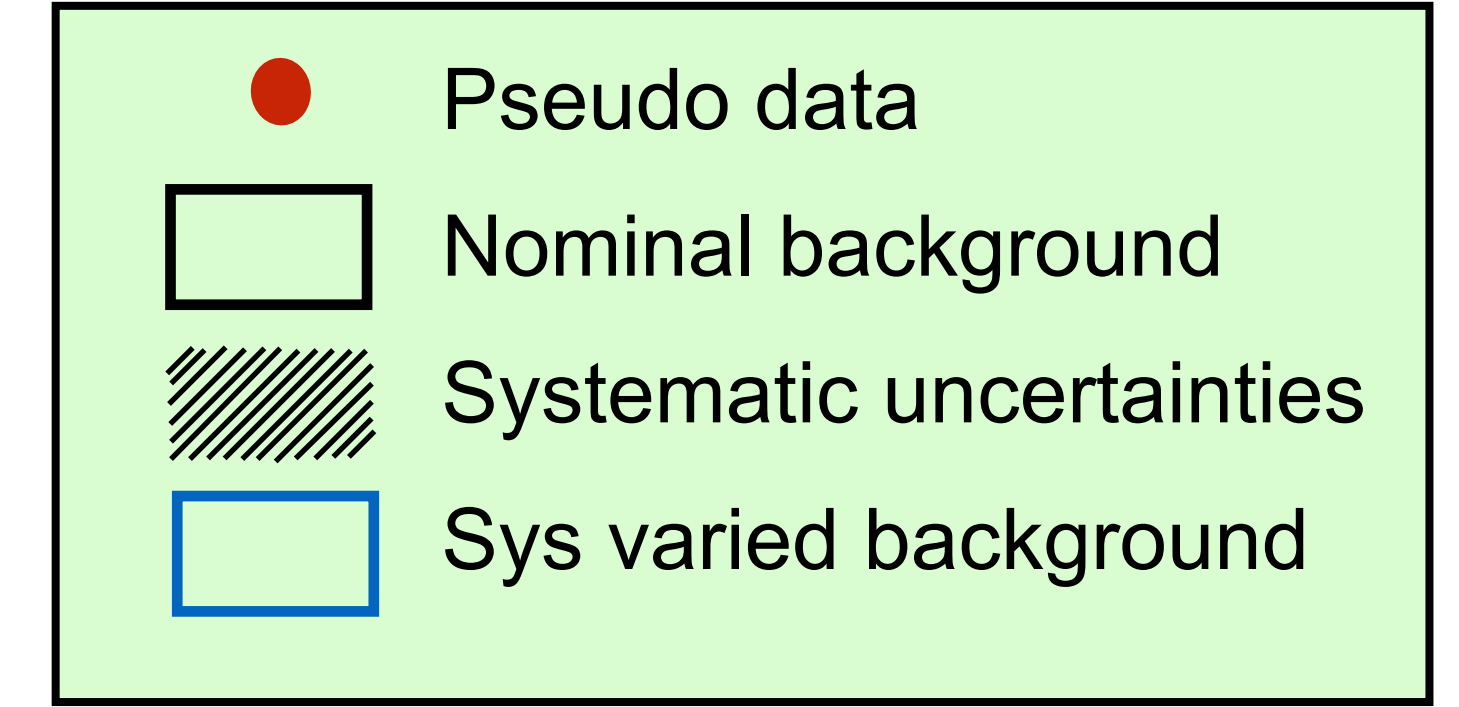 Pseudo data
Nominal background
Systematic uncertainties
Sys varied background